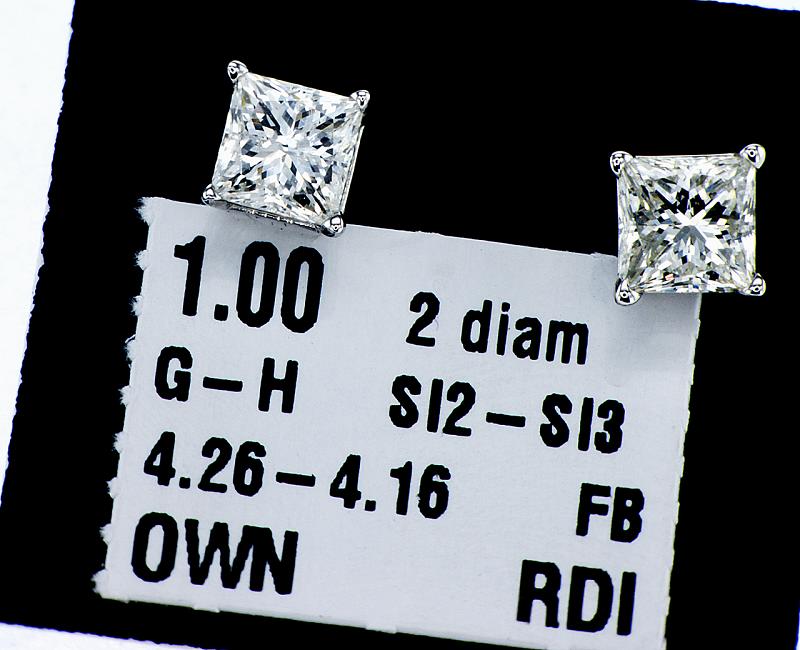 1.00 2 diam
G – H SI2 – SI3
4.26 – 4.16 FB
OWN RDI